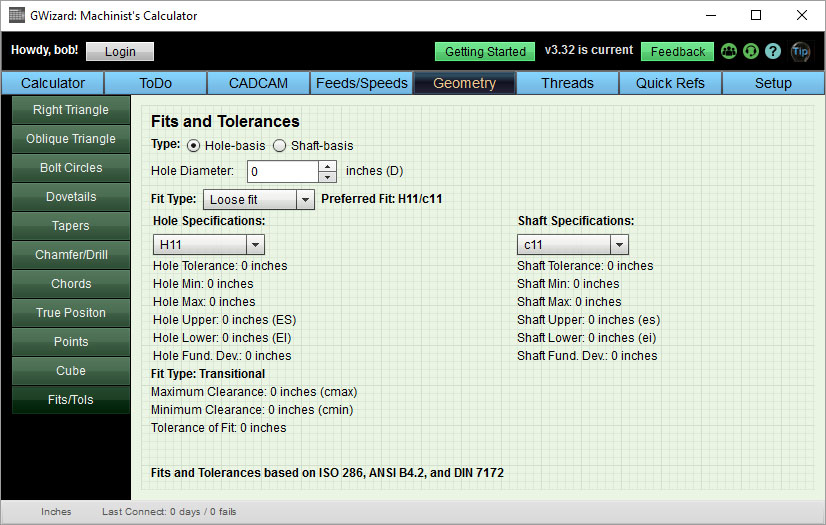 GWizard: Machinist's Calculator
Howdy, bob! Login Getting Started v3.32 is current Feedback ? Tip
Calculator ToDo CADCAM Feeds/Speeds Geometry Threads Quick Refs Setup
Right Triangle
Oblique Triangle
Bolt Circles
Dovetails
Tapers
Chamfer/Drill
Chords
True Positon
Points
Cube
Fits/Tols
Fits and Tolerances
Type: Hole-basis Shaft-basis
Hole Diameter: 0 inches (D)
Fit Type: Loose fit Preferred Fit: H11/c11
Hole Specifications:
H11
Hole Tolerance: 0 inches
Hole Min: 0 inches
Hole Max: 0 inches
Hole Upper: 0 inches (ES)
Hole Lower: 0 inches (EI)
Hole Fund. Dev.: 0 inches
Shaft Specifications:
c11
Shaft Tolerance: 0 inches
Shaft Min: 0 inches
Shaft Max: 0 inches
Shaft Upper: 0 inches (es)
Shaft Lower: 0 inches (ei)
Shaft Fund. Dev.: 0 inches
Fit Type: Transitional
Maximum Clearance: 0 inches (cmax)
Minimum Clearance: 0 inches (cmin)
Tolerance of Fit: 0 inches
Fits and Tolerances based on ISO 286, ANSI B4.2, and DIN 7172
Inches Last Connect: 0 days / 0 fails